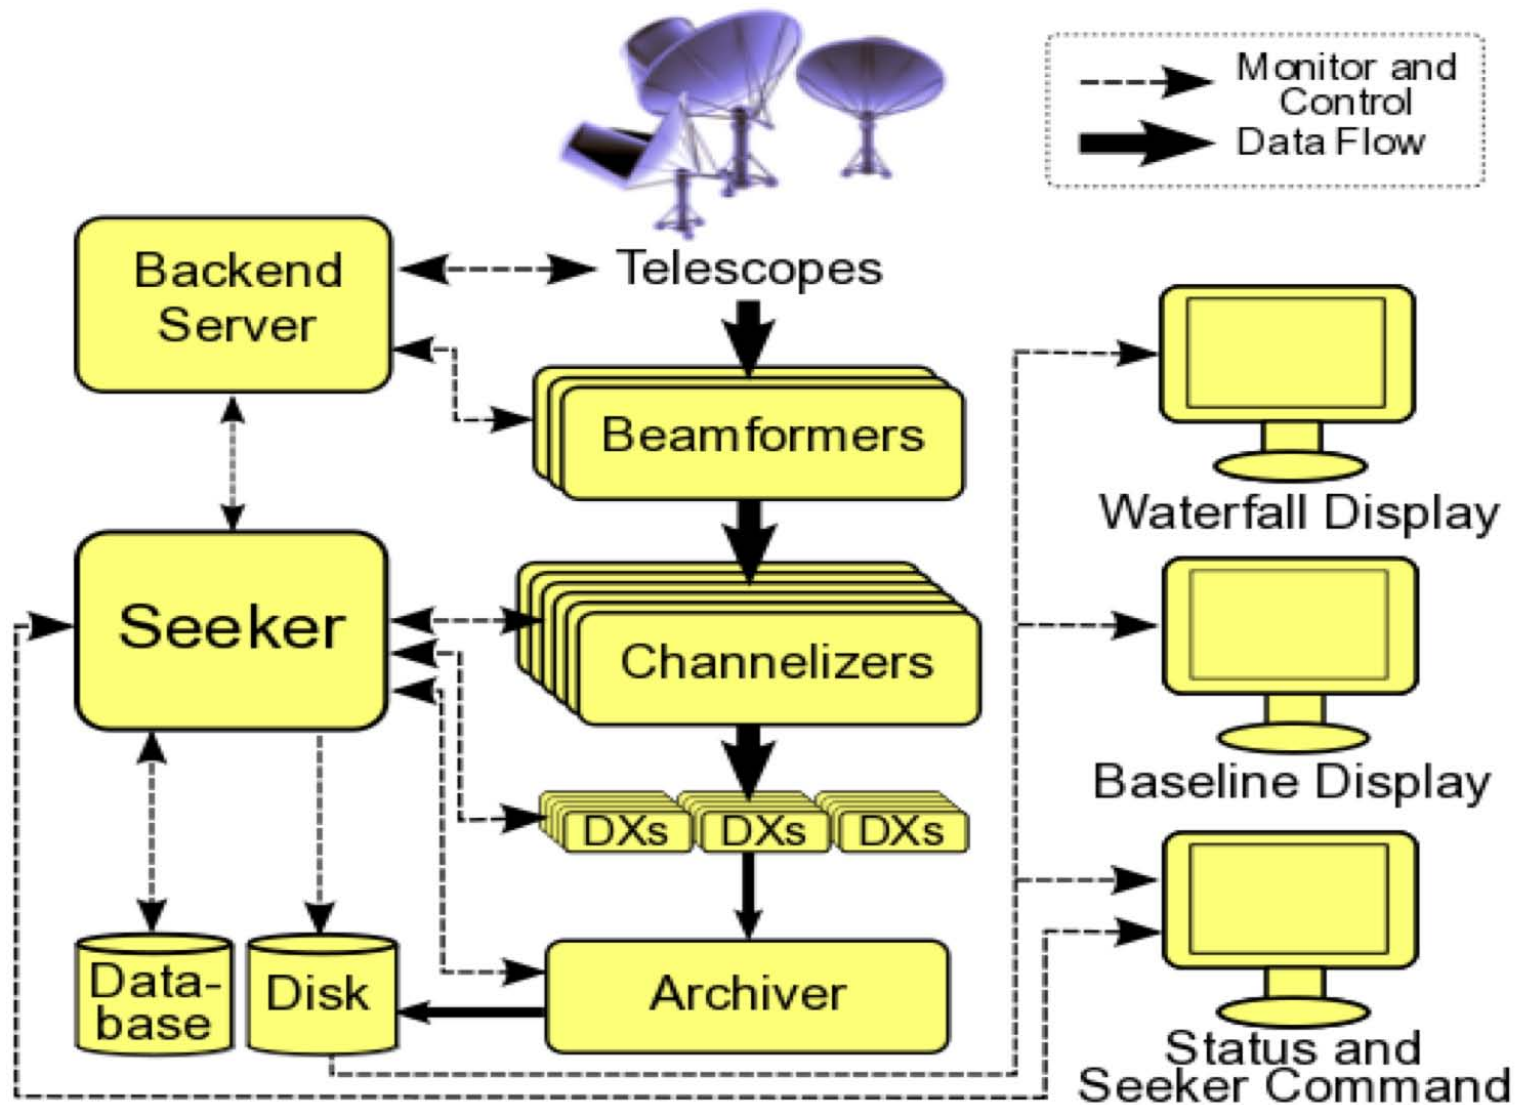 Monitor and
Control
Data Flow
Telescopes
Backend
Server
Beamformers
Waterfall Display
Seeker
Channelizers
Baseline Display
DXs
DXs
DXs
Data-
base
Disk
Archiver
Status and
Seeker Command